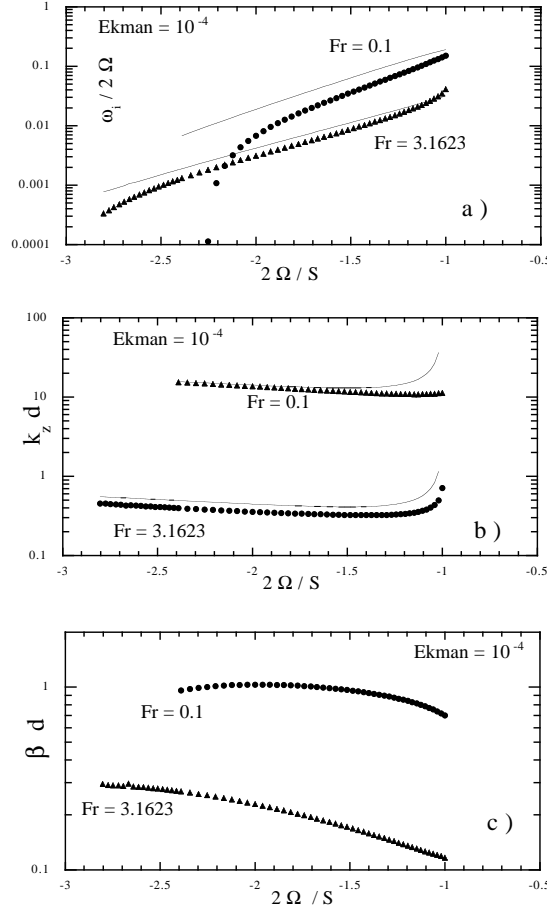 1
Ekman = 10⁻⁴
Fr = 0.1
0.1
ω_i / 2 Ω
0.01
Fr = 3.1623
0.001
a )
0.0001
-3 -2.5 -2 -1.5 -1 -0.5
2 Ω / S
100
Ekman = 10⁻⁴
k_z d
10
Fr = 0.1
1
Fr = 3.1623
b )
0.1
-3 -2.5 -2 -1.5 -1 -0.5
2 Ω / S
Ekman = 10⁻⁴
1
Fr = 0.1
β d
Fr = 3.1623
c )
0.1
-3 -2.5 -2 -1.5 -1 -0.5
2 Ω / S